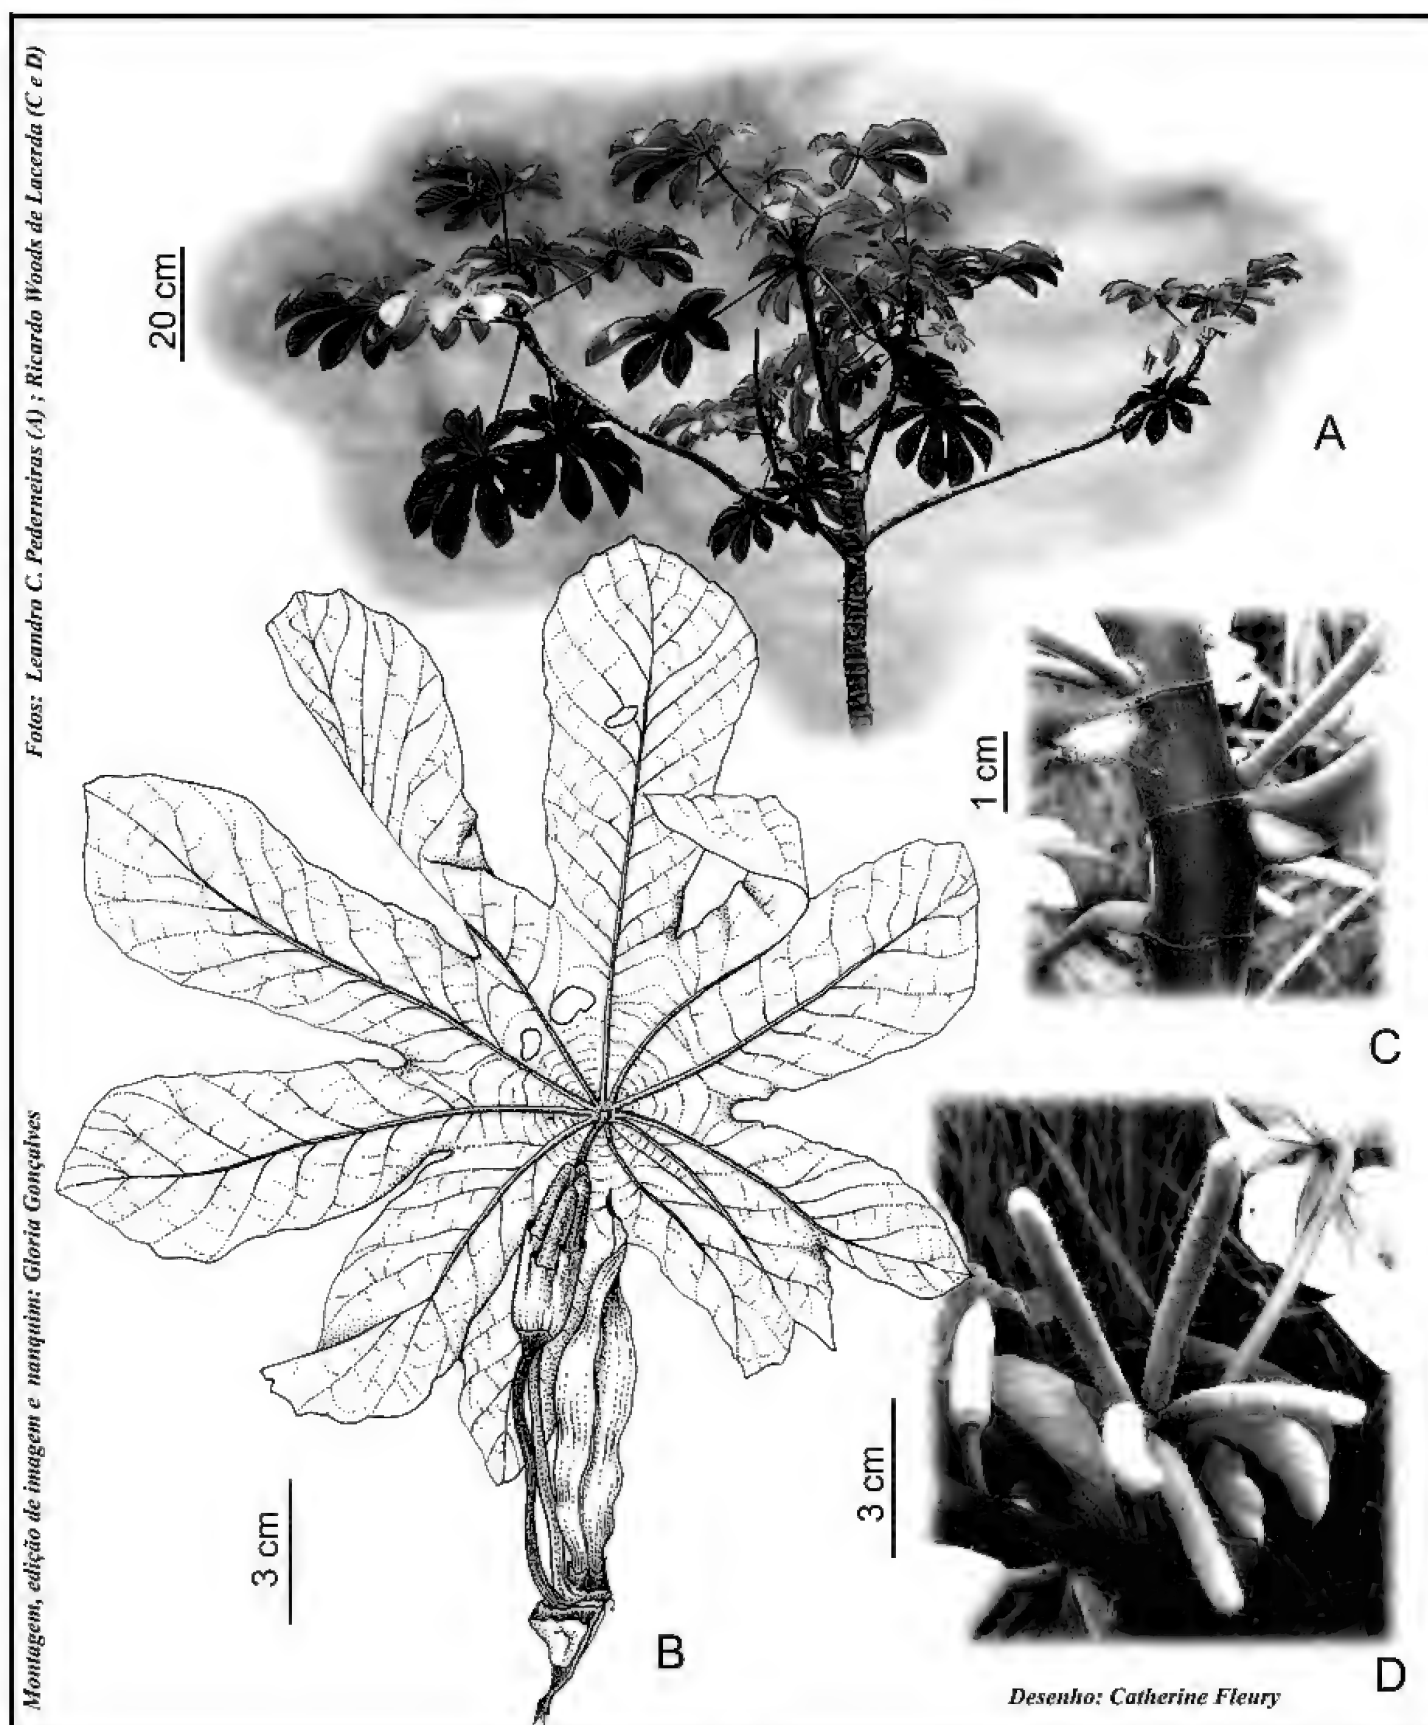 Fotos: Leandro C. Pederneiras (A) ; Ricardo Woods de Lacerda (C e D)
20 cm
A
1 cm
C
Montagem, edição de imagem e nanquim: Gloria Gonçalves
3 cm
B
3 cm
D
Desenho: Catherine Fleury